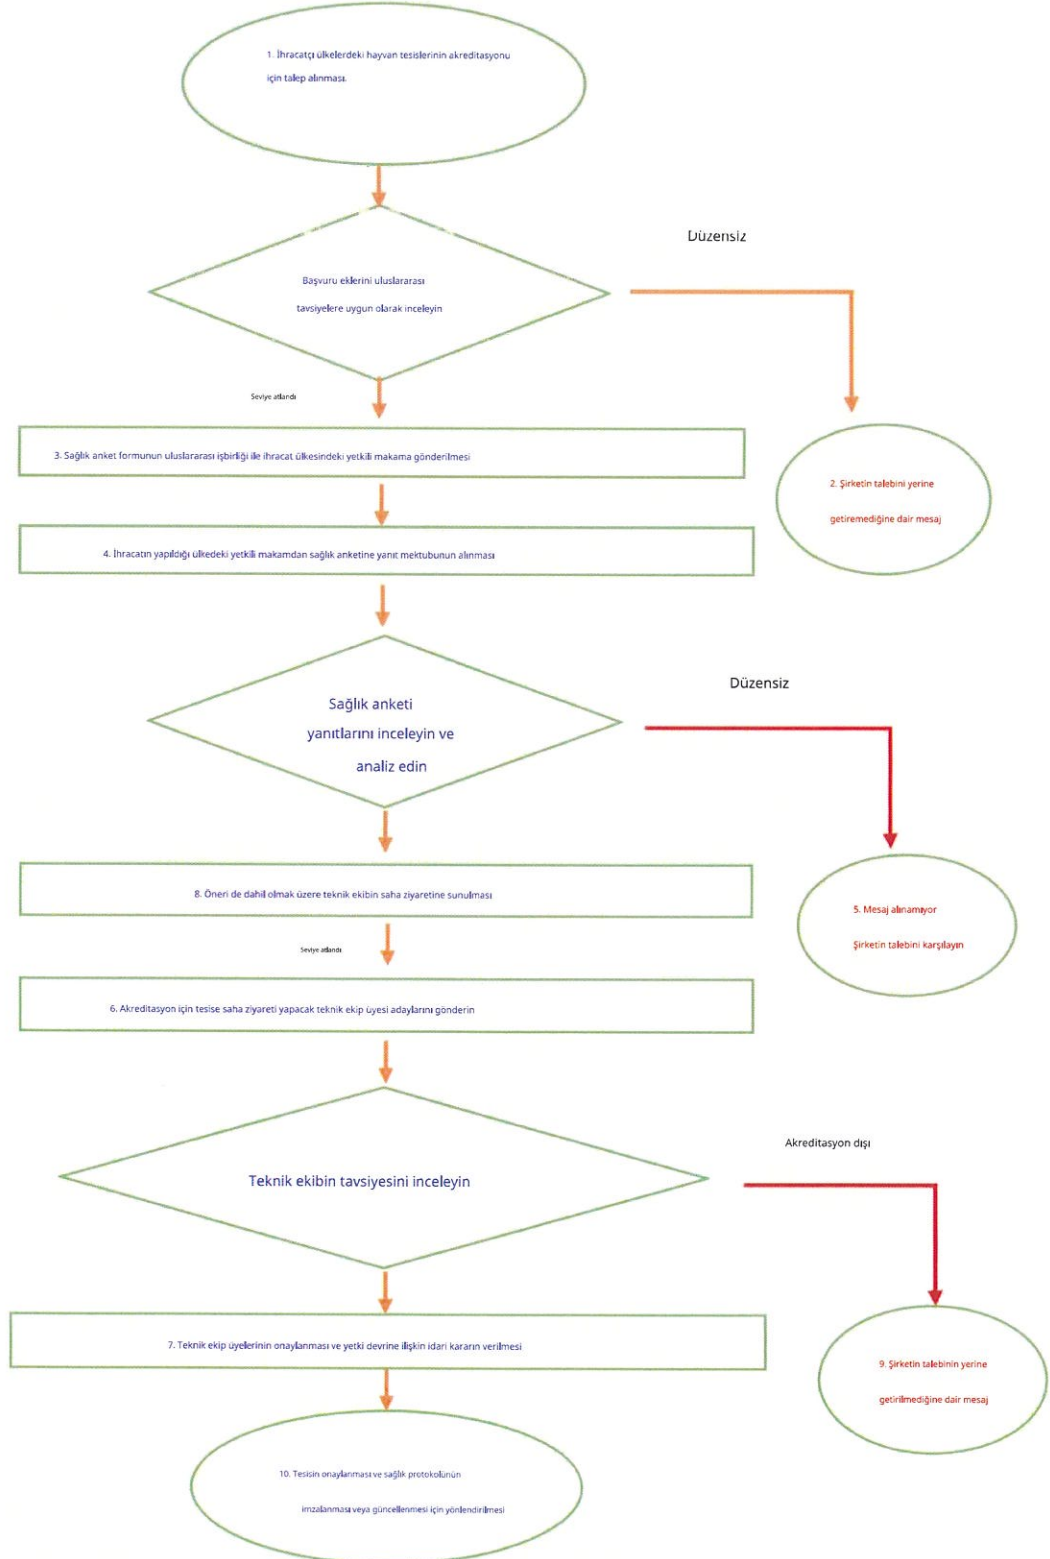 1. İhracatçı ülkelerdeki hayvan tesislerinin akreditasyonu
için talep alınması.
Düzensiz
Başvuru eklerini uluslararası
tavsiyelere uygun olarak inceleyin
Seviye atlandı
3. Sağlık anket formunun uluslararası işbirliği ile ihracat ülkesindeki yetkili makama gönderilmesi
2. Şirketin talebini yerine
getiremediğine dair mesaj
4. İhracatın yapıldığı ülkedeki yetkili makamdan sağlık anketine yanıt mektubunun alınması
Düzensiz
Sağlık anketi
yanıtlarını inceleyin ve
analiz edin
8. Öneri de dahil olmak üzere teknik ekibin saha ziyaretine sunulması
5. Mesaj alınamıyor
Şirketin talebini karşılayın
Seviye atlandı
6. Akreditasyon için tesise saha ziyareti yapacak teknik ekip üyesi adaylarını gönderin
Akreditasyon dışı
Teknik ekibin tavsiyesini inceleyin
7. Teknik ekip üyelerinin onaylanması ve yetki devrine ilişkin idari kararın verilmesi
9. Şirketin talebinin yerine
getirilmediğine dair mesaj
10. Tesisin onaylanması ve sağlık protokolünün
imzalanması veya güncellenmesi için yönlendirilmesi